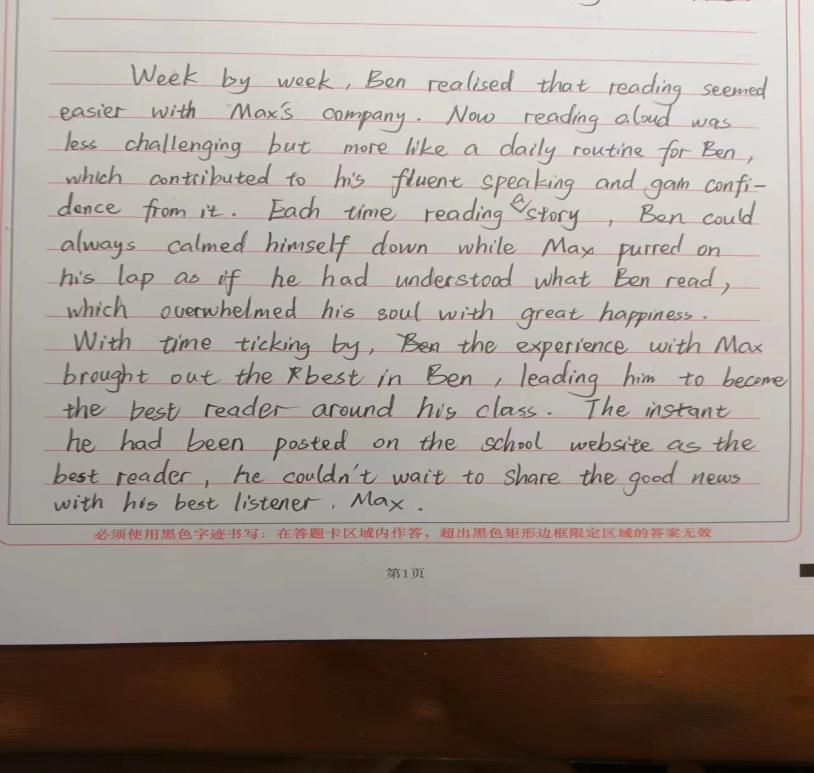 Week by week, Ben realised that reading seemed
easier with Max's company. Now reading aloud was
less challenging but more like a daily routine for Ben,
which contributed to his fluent speaking and gain confi-
dence from it. Each time reading a story, Ben could
always calmed himself down while Max purred on
his lap as if he had understood what Ben read,
which overwhelmed his soul with great happiness.
With time ticking by, Ben the experience with Max
brought out the best in Ben, leading him to become
the best reader around his class. The instant
he had been posted on the school website as the
best reader, he couldn't wait to share the good news
with his best listener, Max.
必须使用黑色字迹书写：在答题卡区域内作答，超出黑色矩形边框限定区域的答案无效
第1页